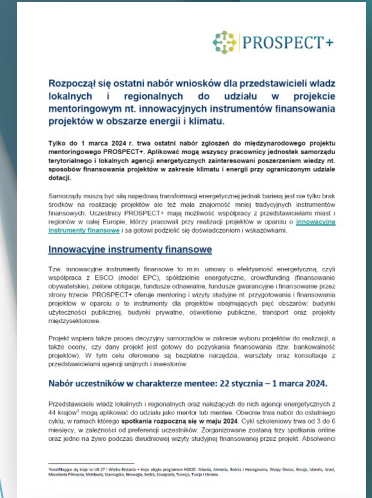 PROSPECT+
Rozpoczął się ostatni nabór wniosków dla przedstawicieli władz
lokalnych i regionalnych do udziału w projekcie
mentoringowym nt. innowacyjnych instrumentów finansowania
projektów w obszarze energii i klimatu.
Tylko do 1 marca 2024 r. trwa ostatni nabór zgłoszeń do międzynarodowego projektu
mentoringowego PROSPECT+. Aplikować mogą wszyscy pracownicy jednostek samorządu
terytorialnego i lokalnych agencji energetycznych zainteresowani poszerzeniem wiedzy nt.
sposobów finansowania projektów w zakresie klimatu i energii przy ograniczonym udziale
dotacji.
Samorządy muszą być siłą napędową transformacji energetycznej jednak barierą jest nie tylko brak
środków na realizację projektów ale też mała znajomość mniej tradycyjnych instrumentów
finansowych. Uczestnicy PROSPECT+ mają możliwość współpracy z przedstawicielami miast i
regionów w całej Europie, którzy pracowali przy realizacji projektów w oparciu o innowacyjne
instrumenty finansowe i są gotowi podzielić się doświadczeniem i wskazówkami.
Innowacyjne instrumenty finansowe
Tzw. innowacyjne instrumenty finansowe to m.in. umowy o efektywność energetyczną, czyli
współpraca z ESCO (model EPC), spółdzielnie energetyczne, crowdfunding (finansowanie
obywatelskie), zielone obligacje, fundusze odnawialne, fundusze gwarancyjne i finansowanie przez
strony trzecie. PROSPECT+ oferuje mentoring i wizyty studyjne nt. przygotowania i finansowania
projektów w oparciu o te instrumenty dla projektów obejmujących pięć obszarów: budynki
użyteczności publicznej, budynki prywatne, oświetlenie publiczne, transport oraz projekty
międzysektorowe.
Projekt wspiera także proces decyzyjny samorządów w zakresie wyboru projektów do realizacji, a
także oceny, czy dany projekt jest gotowy do pozyskania finansowania (tzw. bankowalność
projektów). W tym celu oferowane są bezpłatne narzędzia, warsztaty oraz konsultacje z
przedstawicielami agencji unijnych i inwestorów.
Nabór uczestników w charakterze mentee: 22 stycznia – 1 marca 2024.
Przedstawiciele władz lokalnych i regionalnych oraz należących do nich agencji energetycznych z
44 krajów¹ mogą aplikować do udziału jako mentor lub mentee. Obecnie trwa nabór do ostatniego
cyklu, w ramach którego spotkania rozpoczną się w maju 2024. Cykl szkoleniowy trwa od 3 do 6
miesięcy, w zależności od preferencji uczestników. Zorganizowane zostaną trzy spotkania online
oraz jedno na żywo podczas dwudniowej wizyty studyjnej finansowanej przez projekt. Absolwenci